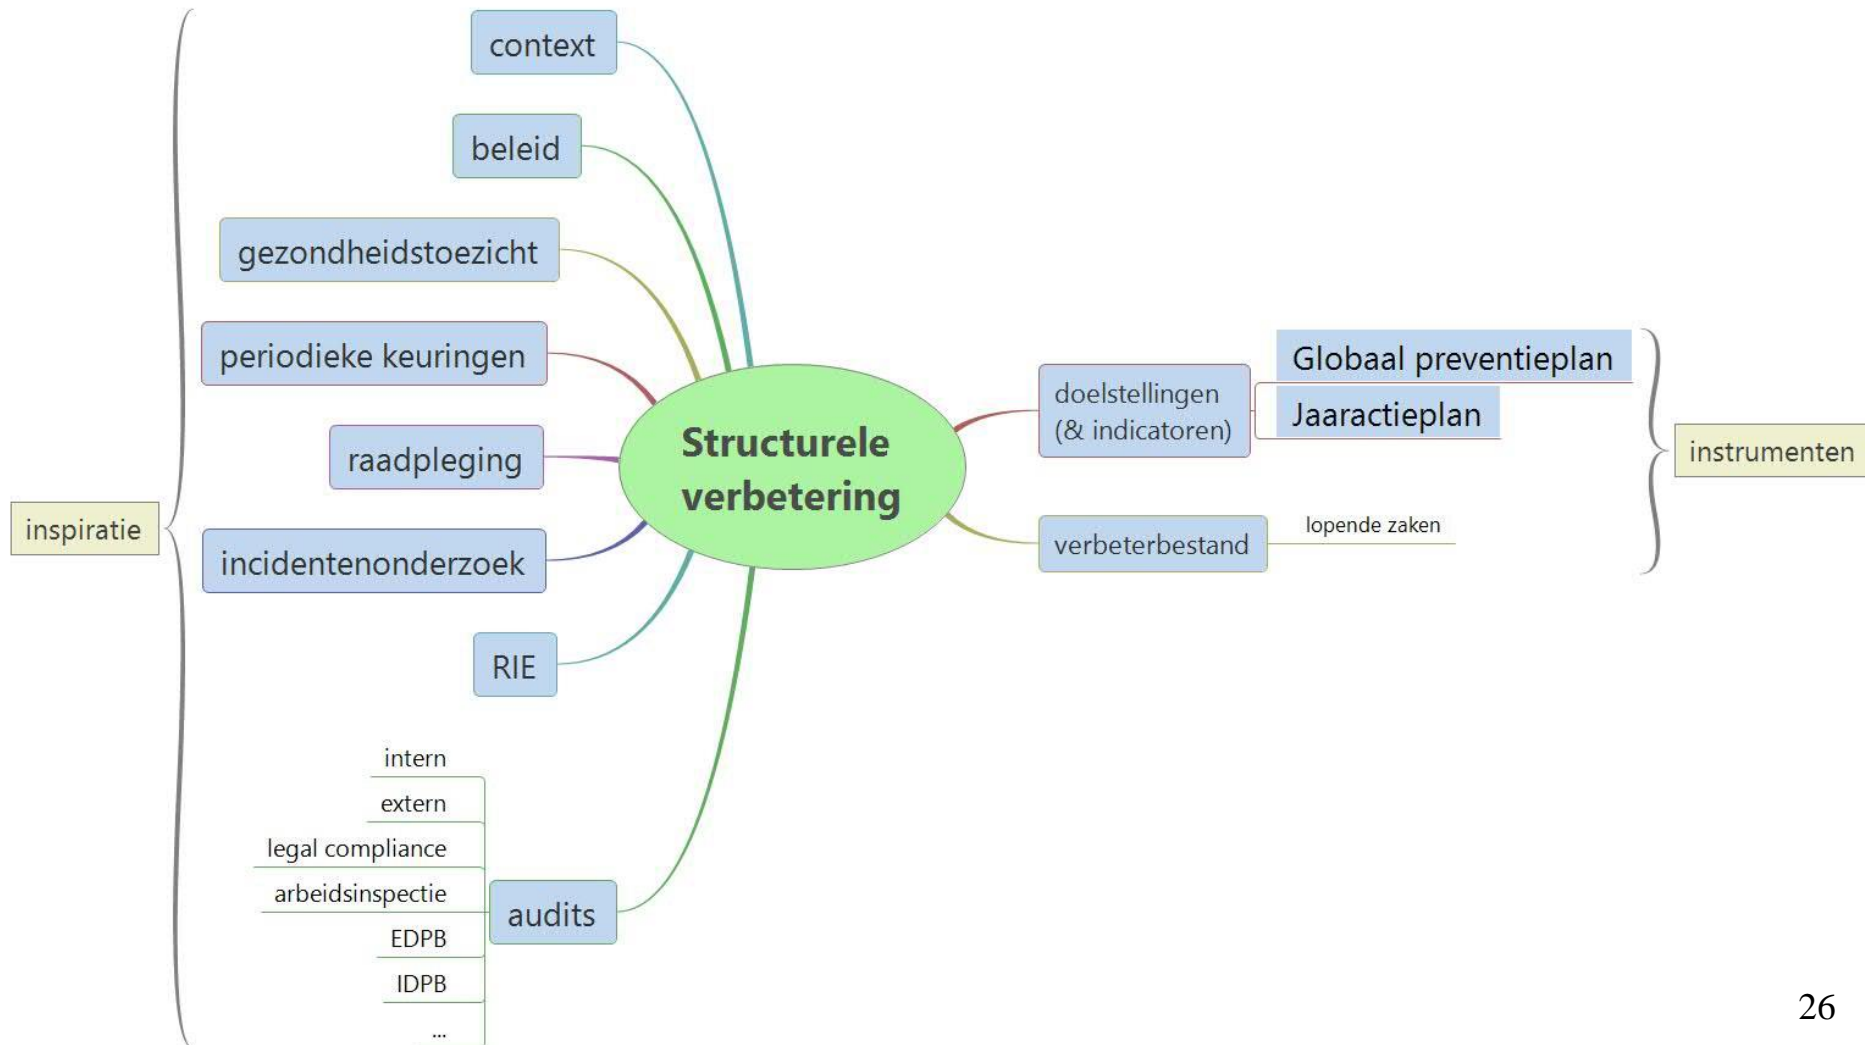 context
beleid
gezondheidstoezicht
periodieke keuringen
raadpleging
incidentenonderzoek
RIE
intern
extern
legal compliance
arbeidsinspectie
EDPB
IDPB
...
audits
inspiratie
Structurele
verbetering
doelstellingen
(& indicatoren)
Globaal preventieplan
Jaaractieplan
verbeterbestand
lopende zaken
instrumenten
26